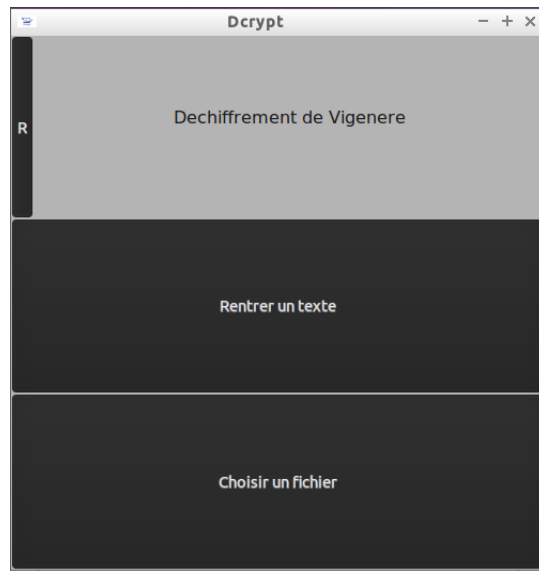 Dcrypt
R
Dechiffrement de Vigenere
Rentrer un texte
Choisir un fichier